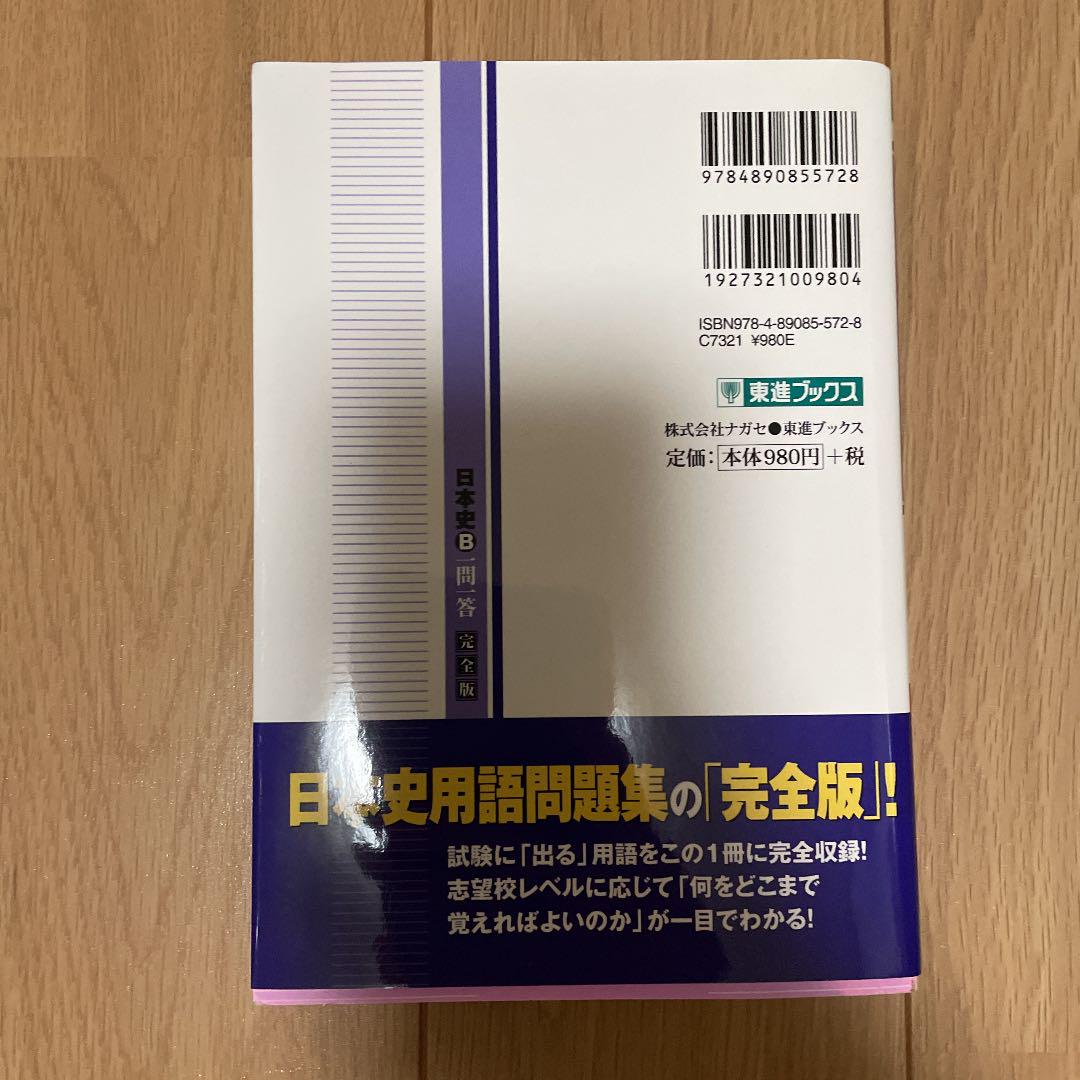 9784890855728
1927321009804
ISBN978-4-89085-572-8
C7321 ¥980E
東進ブックス
株式会社ナガセ●東進ブックス
定価：本体980円＋税
日本史B一問一答 完全版
日本史用語問題集の「完全版」！
試験に「出る」用語をこの1冊に完全収録！
志望校レベルに応じて「何をどこまで
覚えればよいのか」が一目でわかる！